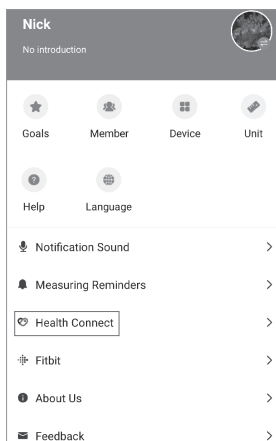 Nick
No introduction
Goals Member Device Unit
Help Language
Notification Sound
Measuring Reminders
Health Connect
Fitbit
About Us
Feedback